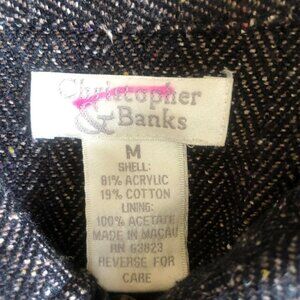 Christopher
& Banks
M
SHELL:
81% ACRYLIC
19% COTTON
LINING:
100% ACETATE
MADE IN MACAU
RN 63823
REVERSE FOR
CARE